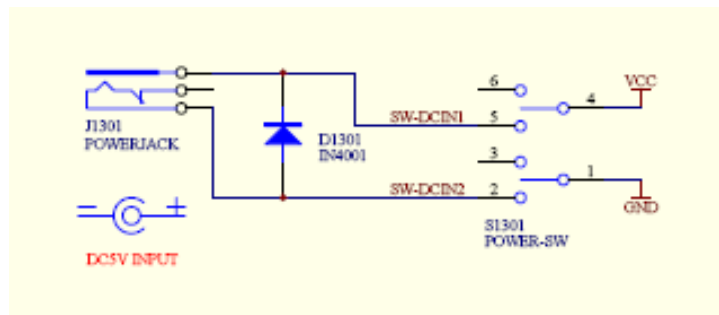 6
VCC
4
J1301
POWERJACK
SW-DCIN1
5
D1301
IN4001
3
1
SW-DCIN2
2
GND
S1301
POWER-SW
DC5V INPUT